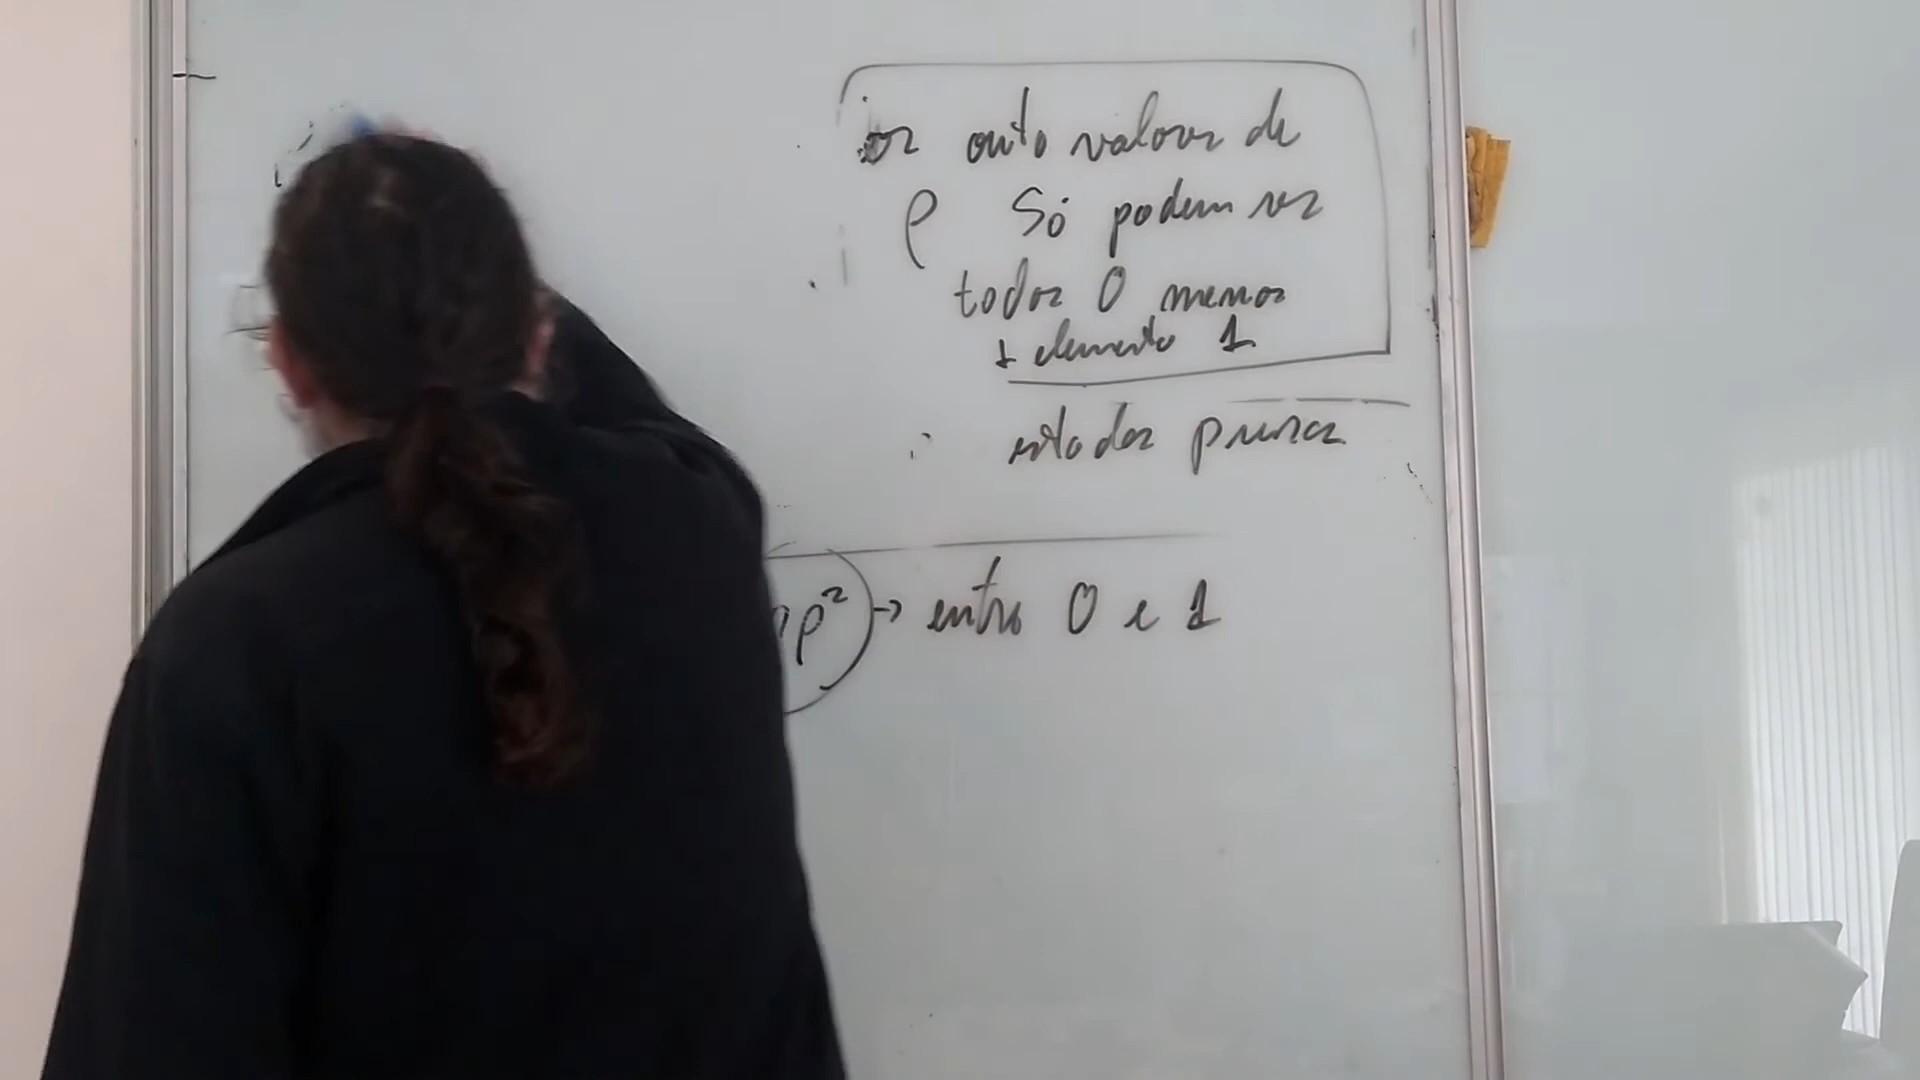 os auto valores de
ρ só podem ser
todos 0 menos
1 elemento 1
estados puros
ρ² → entre 0 e 1